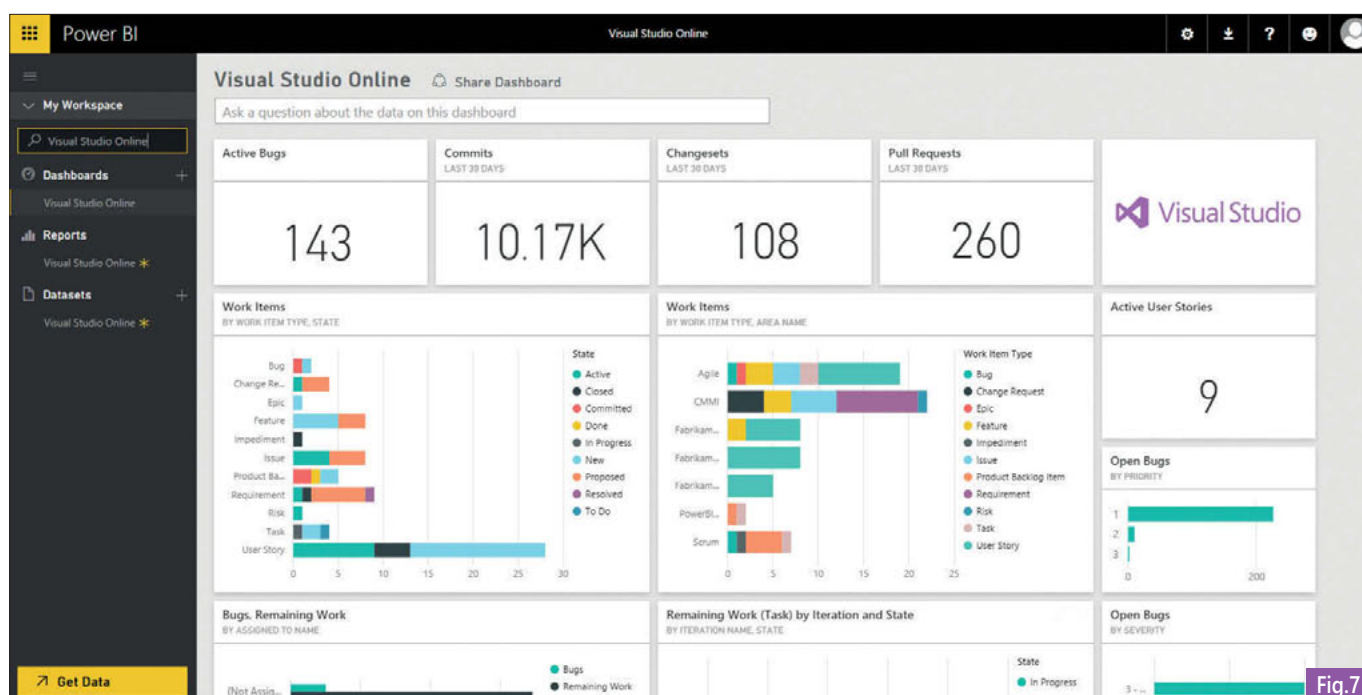 Power BI
Visual Studio Online
?
My Workspace
Visual Studio Online
Dashboards
Visual Studio Online
Reports
Visual Studio Online
Datasets
Visual Studio Online
Get Data
Visual Studio Online
Share Dashboard
Ask a question about the data on this dashboard
Active Bugs
143
Commits
LAST 30 DAYS
10.17K
Changesets
LAST 30 DAYS
108
Pull Requests
LAST 30 DAYS
260
Visual Studio
Work Items
BY WORK ITEM TYPE, STATE
Bug
Change Re...
Epic
Feature
Impediment
Issue
Product Ba...
Requirement
Risk
Task
User Story
0 5 10 15 20 25 30
State
Active
Closed
Committed
Done
In Progress
New
Proposed
Resolved
To Do
Work Items
BY WORK ITEM TYPE, AREA NAME
Agile
CMMI
Fabrikam...
Fabrikam...
Fabrikam...
PowerBI...
Scrum
0 5 10 15 20 25
Work Item Type
Bug
Change Request
Epic
Feature
Impediment
Issue
Product Backlog Item
Requirement
Risk
Task
User Story
Active User Stories
9
Open Bugs
BY PRIORITY
1
2
3
0 200
Bugs, Remaining Work
BY ASSIGNED TO NAME
(Not Assig...
Bugs
Remaining Work
Remaining Work (Task) by Iteration and State
BY ITERATION NAME, STATE
State
In Progress
Open Bugs
BY SEVERITY
3 - ...
Fig.7